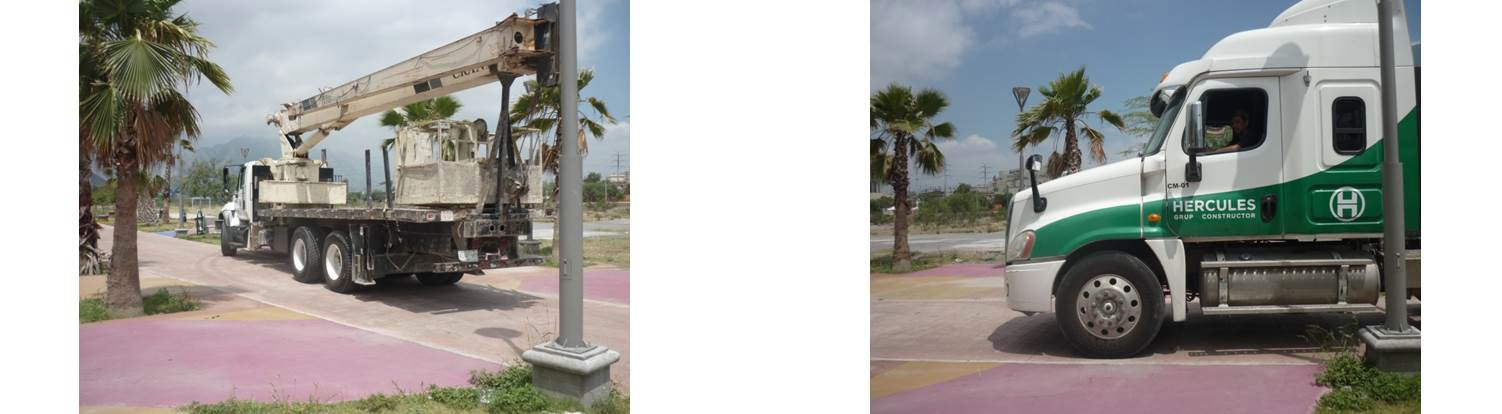 CM-01
HERCULES
GRUP CONSTRUCTOR
H